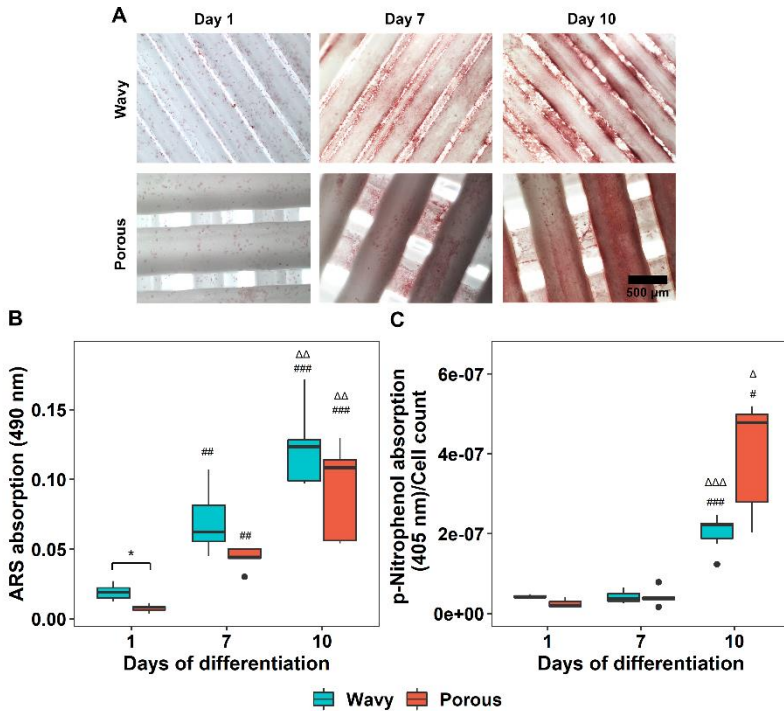 A
Day 1
Day 7
Day 10
Wavy
Porous
500 µm
B
ARS absorption (490 nm)
0.15
0.10
0.05
0.00
*
##
##
ΔΔ
###
ΔΔ
###
1
7
10
Days of differentiation
C
p-Nitrophenol absorption
(405 nm)/Cell count
6e-07
4e-07
2e-07
0e+00
ΔΔΔ
###
Δ
#
1
7
10
Days of differentiation
Wavy
Porous